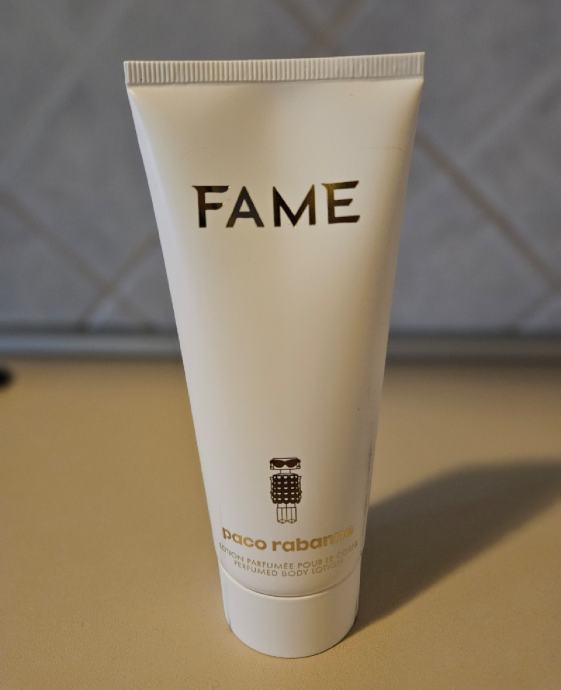 FAME
paco rabanne
LOTION PARFUMÉE POUR LE CORPS
PERFUMED BODY LOTION